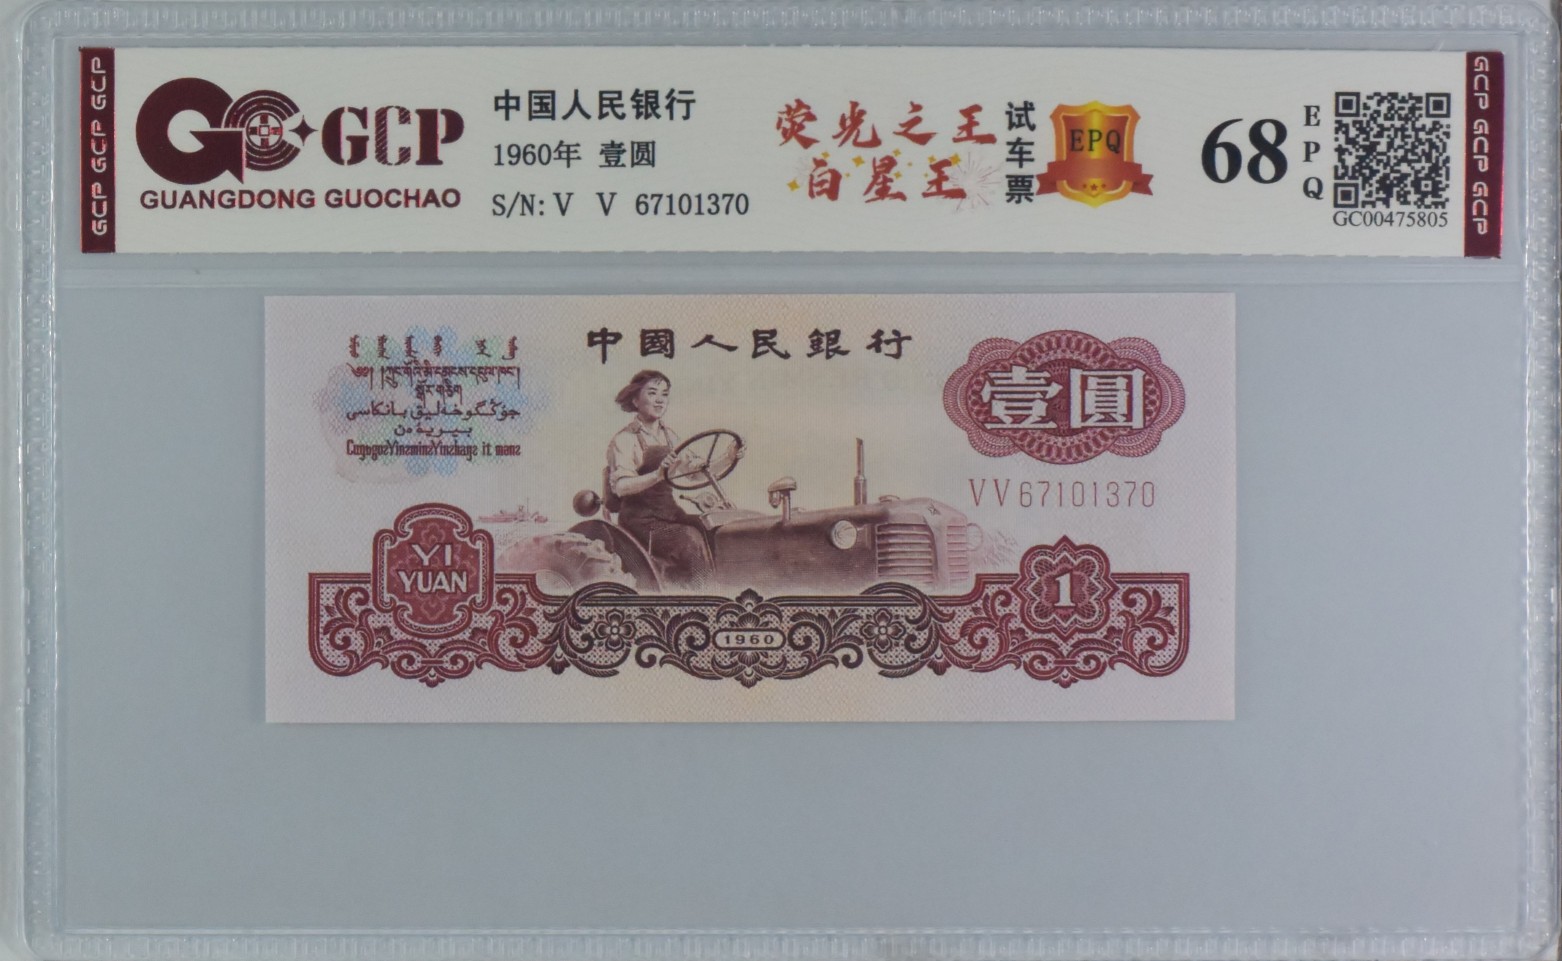 GCP GCP GCP
GCP
GUANGDONG GUOCHAO
中国人民银行
1960年 壹圆
S/N: V V 67101370
荧光之王
白星王
试车票
EPQ
68
EPQ
GC00475805
GCP GCP GCP
中國人民銀行
壹圓
VV67101370
YI
YUAN
1960
1